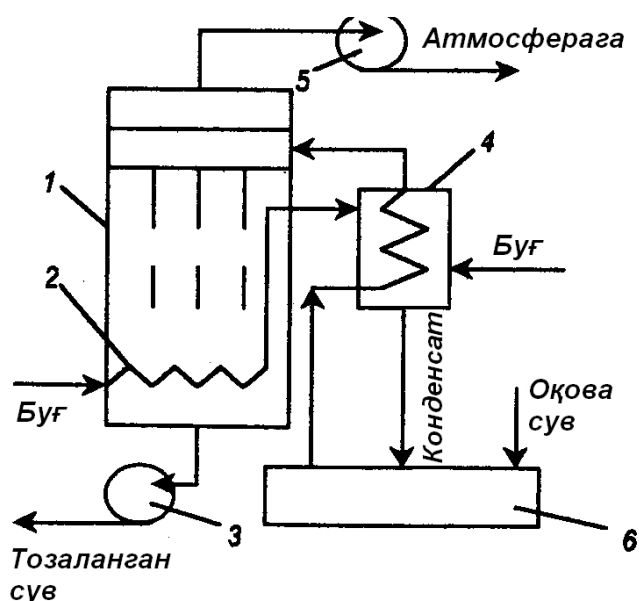 Атмосферага
5
4
1
Буғ
2
Конденсат
Оқова
сув
Буғ
3
6
Тозаланган
сув